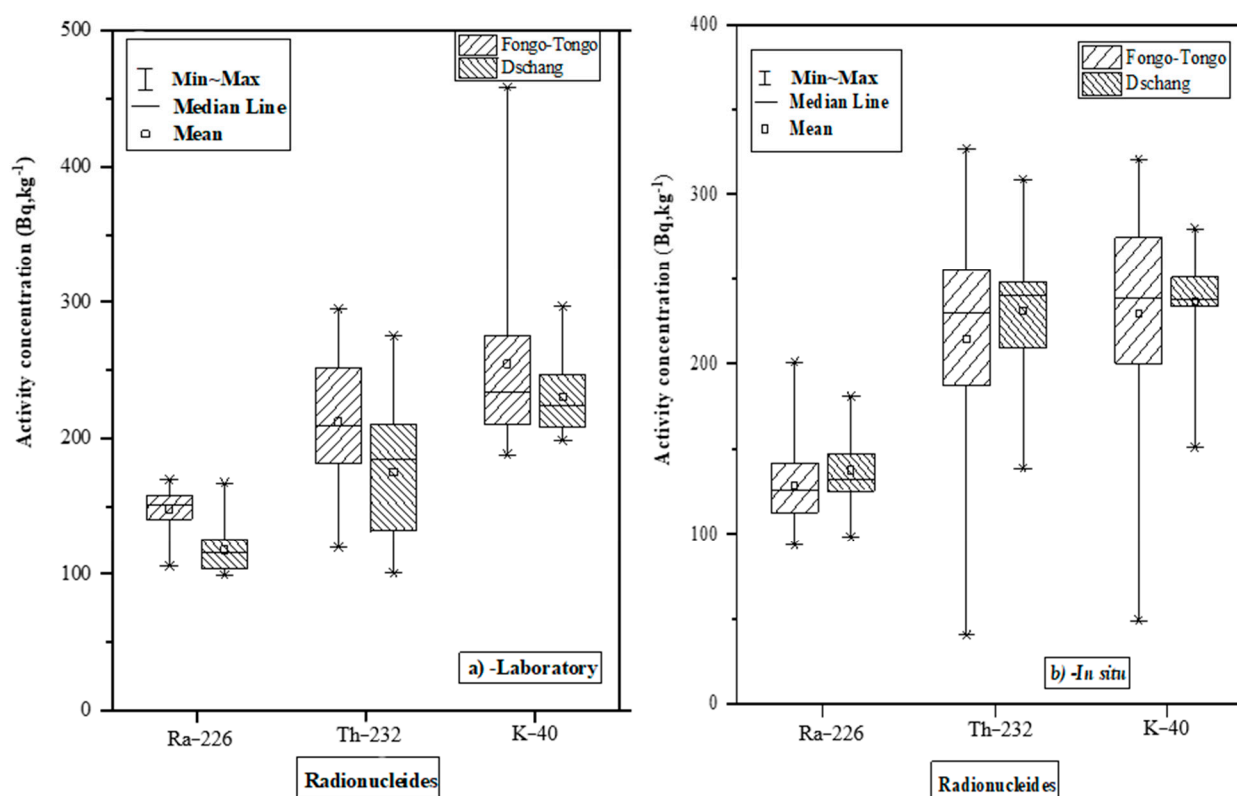 500
400
300
200
100
0
Activity concentration (Bq,kg⁻¹)
Min~Max
Median Line
Mean
Fongo-Tongo
Dschang
a) -Laboratory
Ra-226
Th-232
K-40
Radionucleides
400
300
200
100
0
Activity concentration (Bq,kg⁻¹)
Min~Max
Median Line
Mean
Fongo-Tongo
Dschang
b) -In situ
Ra-226
Th-232
K-40
Radionucleides